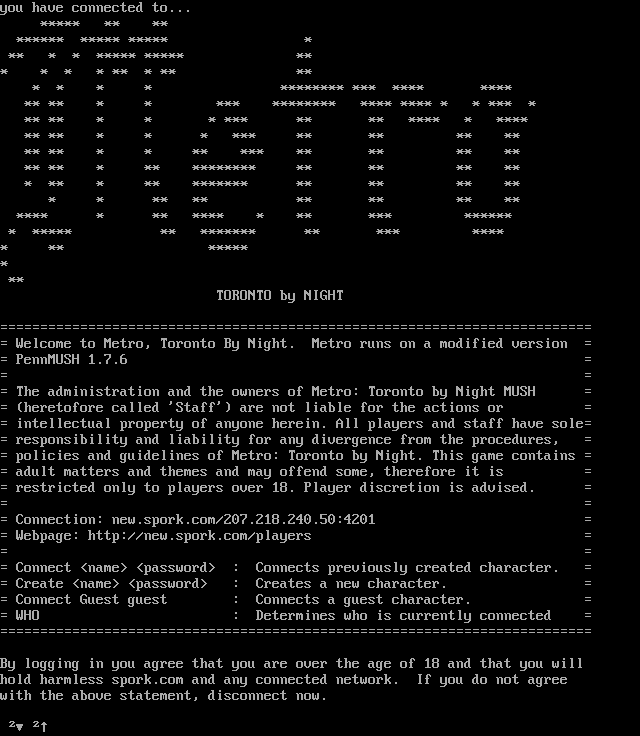 you have connected to...
Metro
TORONTO by NIGHT
===========================================================================
= Welcome to Metro, Toronto By Night.  Metro runs on a modified version  =
= PennMUSH 1.7.6                                                         =
=                                                                        =
= The administration and the owners of Metro: Toronto by Night MUSH      =
= (heretofore called 'Staff') are not liable for the actions or          =
= intellectual property of anyone herein. All players and staff have sole=
= responsibility and liability for any divergence from the procedures,   =
= policies and guidelines of Metro: Toronto by Night. This game contains =
= adult matters and themes and may offend some, therefore it is          =
= restricted only to players over 18. Player discretion is advised.      =
=                                                                        =
= Connection: new.spork.com/207.218.240.50:4201                          =
= Webpage: http://new.spork.com/players                                  =
=                                                                        =
= Connect <name> <password>  :  Connects previously created character.   =
= Create <name> <password>   :  Creates a new character.                 =
= Connect Guest guest        :  Connects a guest character.              =
= WHO                        :  Determines who is currently connected    =
===========================================================================
By logging in you agree that you are over the age of 18 and that you will
hold harmless spork.com and any connected network.  If you do not agree
with the above statement, disconnect now.
²▼ ²↑